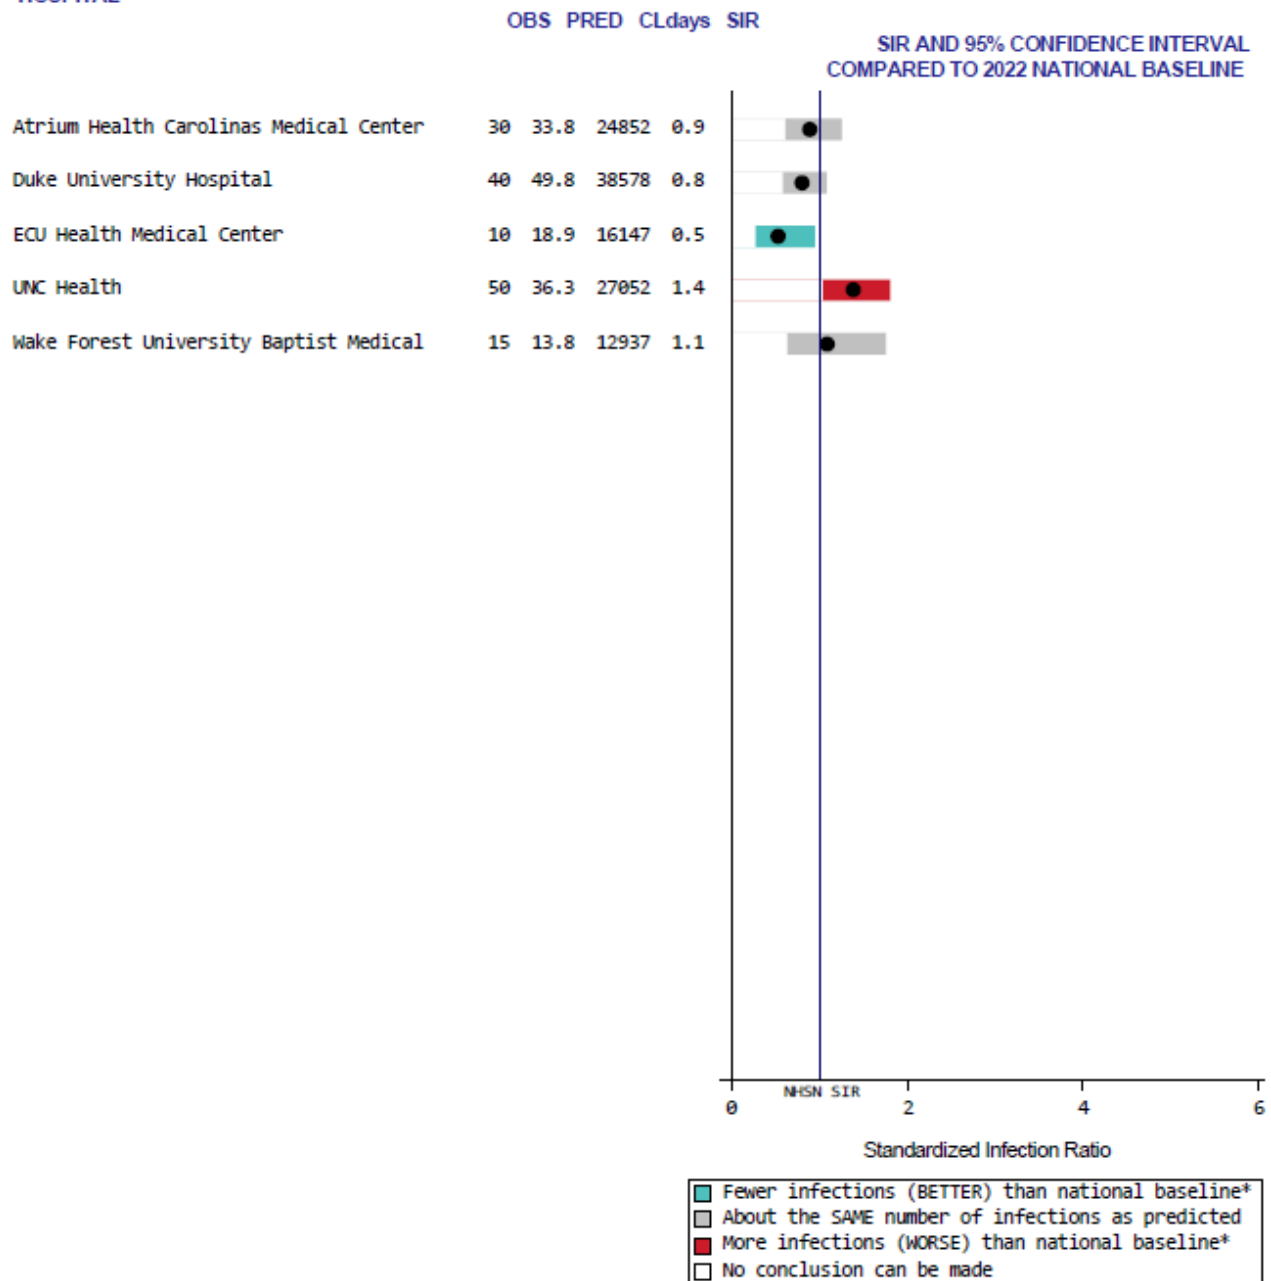 OBS PRED CLdays SIR
SIR AND 95% CONFIDENCE INTERVAL
COMPARED TO 2022 NATIONAL BASELINE
Atrium Health Carolinas Medical Center 30 33.8 24852 0.9
Duke University Hospital 40 49.8 38578 0.8
ECU Health Medical Center 10 18.9 16147 0.5
UNC Health 50 36.3 27052 1.4
Wake Forest University Baptist Medical 15 13.8 12937 1.1
NHSN SIR
0 2 4 6
Standardized Infection Ratio
Fewer infections (BETTER) than national baseline*
About the SAME number of infections as predicted
More infections (WORSE) than national baseline*
No conclusion can be made